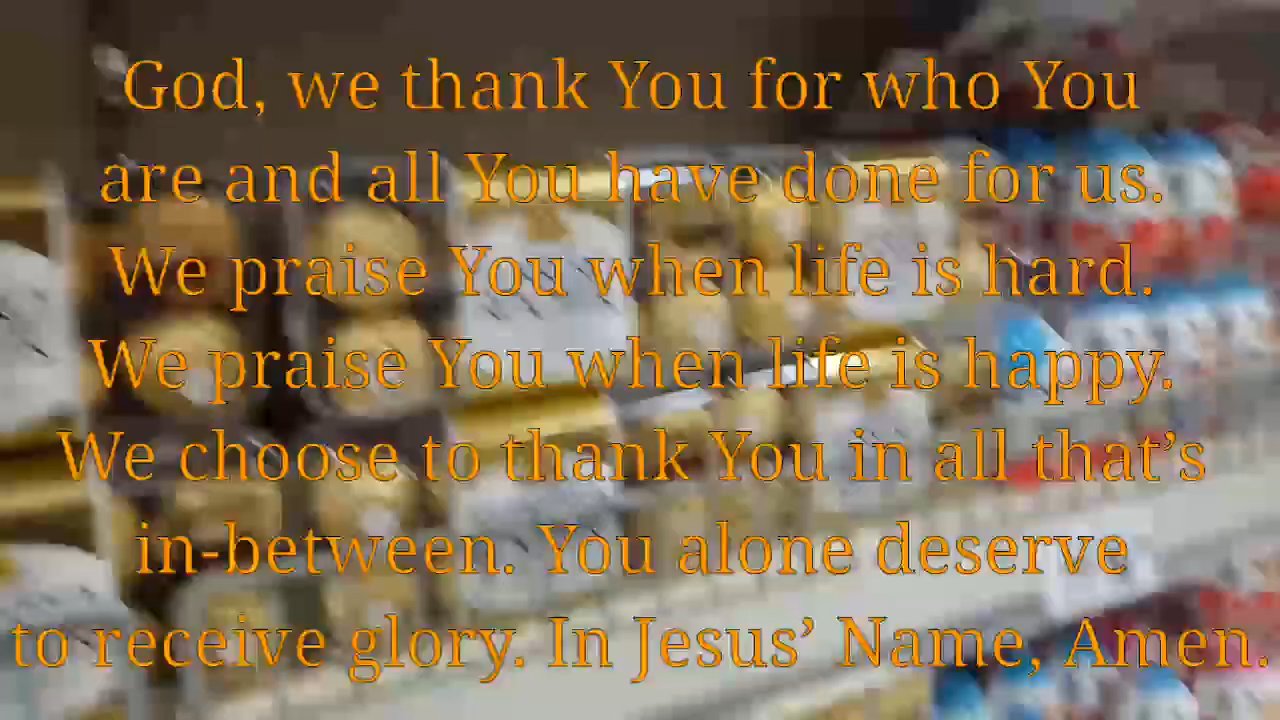 God, we thank You for who You
are and all You have done for us.
We praise You when life is hard.
We praise You when life is happy.
We choose to thank You in all that’s
in-between. You alone deserve
to receive glory. In Jesus’ Name, Amen.